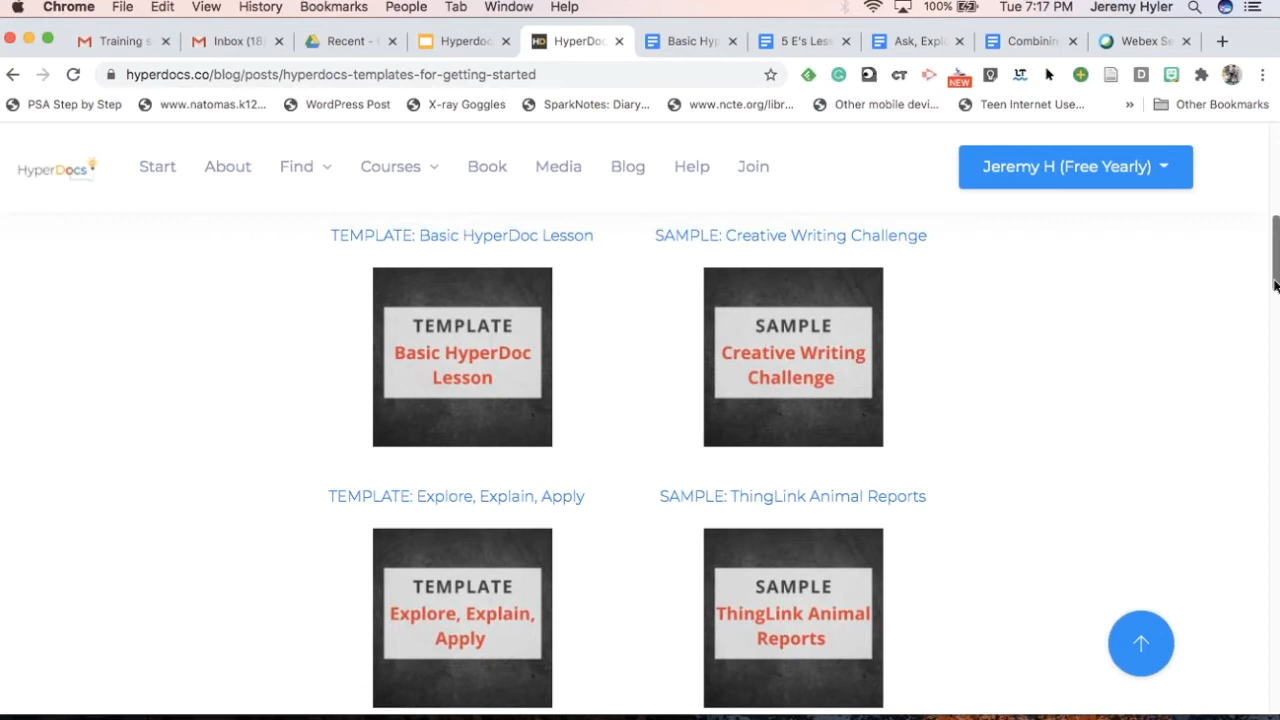 Chrome File Edit View History Bookmarks People Tab Window Help 100% Tue 7:17 PM Jeremy Hyler
Training s Inbox (18) Recent - Hyperdoc HyperDoc Basic Hyp 5 E's Less Ask, Expl Combining Webex Se
hyperdocs.co/blog/posts/hyperdocs-templates-for-getting-started
NEW
PSA Step by Step www.natomas.k12... WordPress Post X-ray Goggles SparkNotes: Diary... www.ncte.org/libr... Other mobile devi... Teen Internet Use... » Other Bookmarks
HyperDocs Start About Find Courses Book Media Blog Help Join Jeremy H (Free Yearly)
TEMPLATE: Basic HyperDoc Lesson SAMPLE: Creative Writing Challenge
TEMPLATE SAMPLE
Basic HyperDoc Creative Writing
Lesson Challenge
TEMPLATE: Explore, Explain, Apply SAMPLE: ThingLink Animal Reports
TEMPLATE SAMPLE
Explore, Explain, ThingLink Animal
Apply Reports